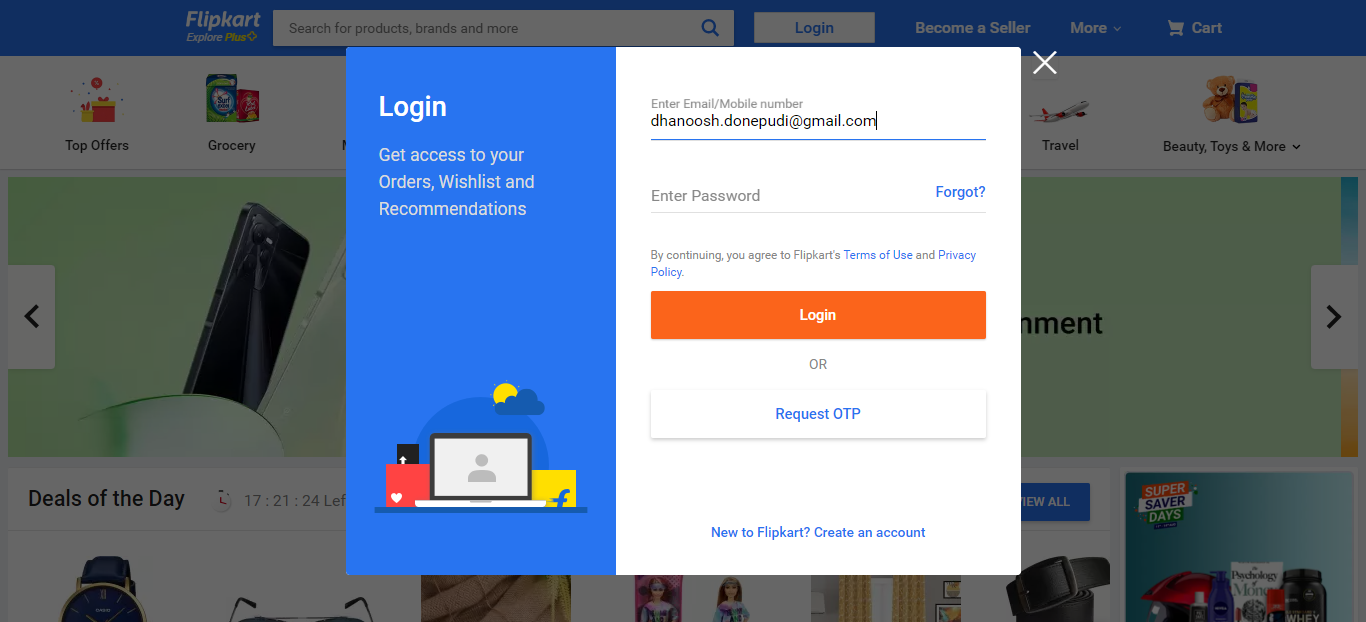 Flipkart
Explore Plus
Search for products, brands and more
Login
Become a Seller
More
Cart
Top Offers
Grocery
Travel
Beauty, Toys & More
Login
Get access to your
Orders, Wishlist and
Recommendations
Enter Email/Mobile number
dhanoosh.donepudi@gmail.com
Enter Password
Forgot?
By continuing, you agree to Flipkart's Terms of Use and Privacy
Policy.
Login
OR
Request OTP
New to Flipkart? Create an account
nment
Deals of the Day
17 : 21 : 24 Lef
VIEW ALL
SUPER
SAVER
DAYS
Psychology
Mone
WHEY